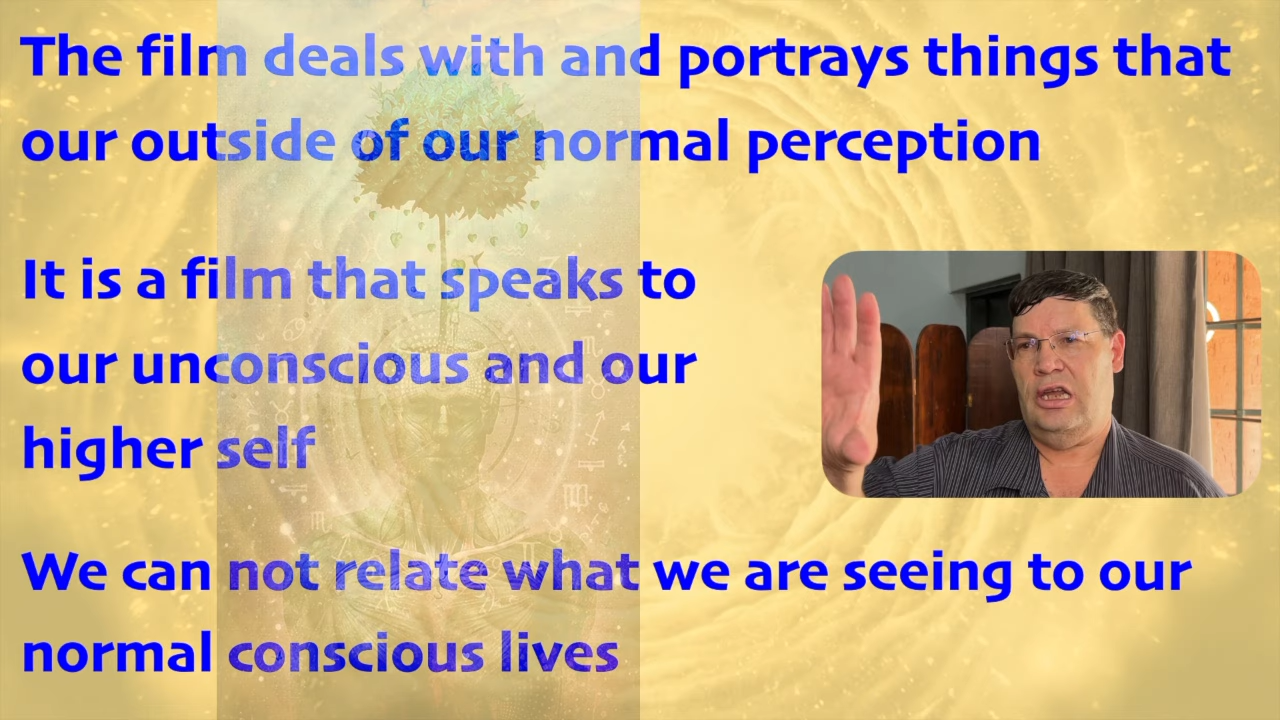 The film deals with and portrays things that
our outside of our normal perception
It is a film that speaks to
our unconscious and our
higher self
We can not relate what we are seeing to our
normal conscious lives